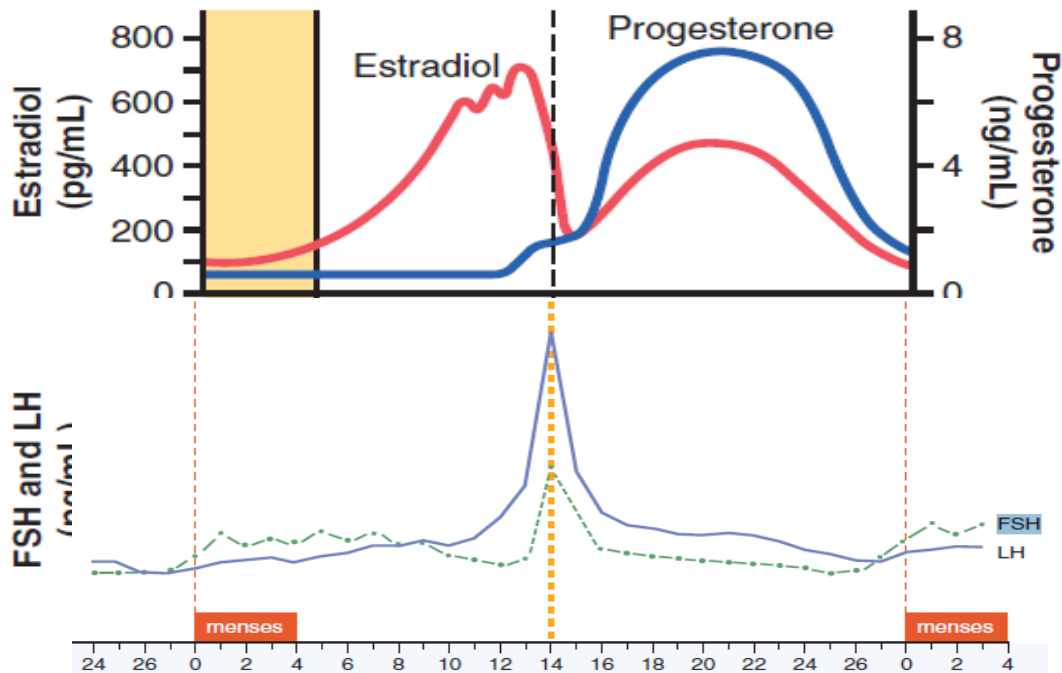 Estradiol
(pg/mL)
800
600
400
200
0
Estradiol
Progesterone
8
4
0
Progesterone
(ng/mL)
FSH and LH
FSH
LH
menses
menses
24 26 0 2 4 6 8 10 12 14 16 18 20 22 24 26 0 2 4